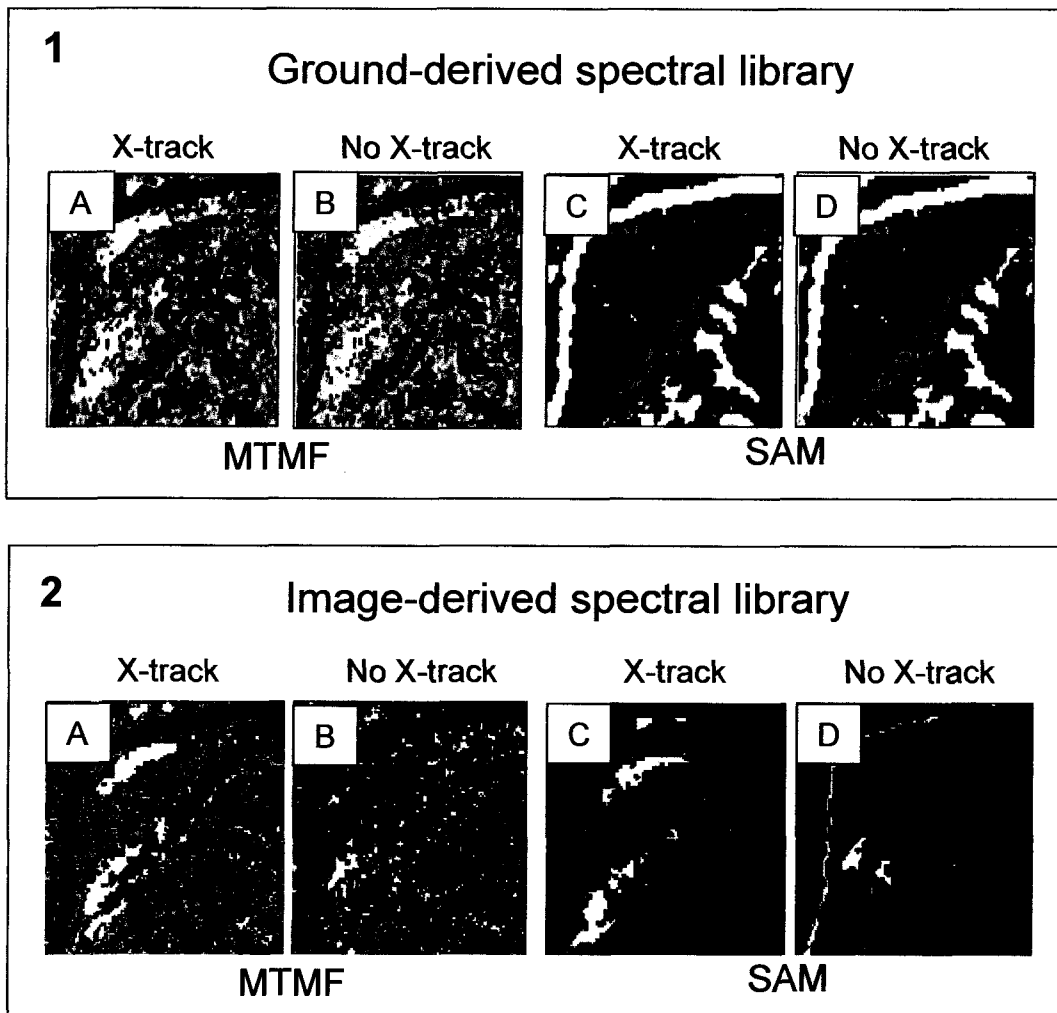 1
Ground-derived spectral library
X-track No X-track X-track No X-track
A B C D
MTMF SAM
2
Image-derived spectral library
X-track No X-track X-track No X-track
A B C D
MTMF SAM